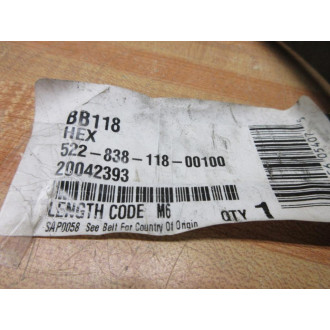 BB118
HEX
522-838-118-00100
20042393
LENGTH CODE M6
QTY 1
SAP0058 See Belt For Country Of Origin